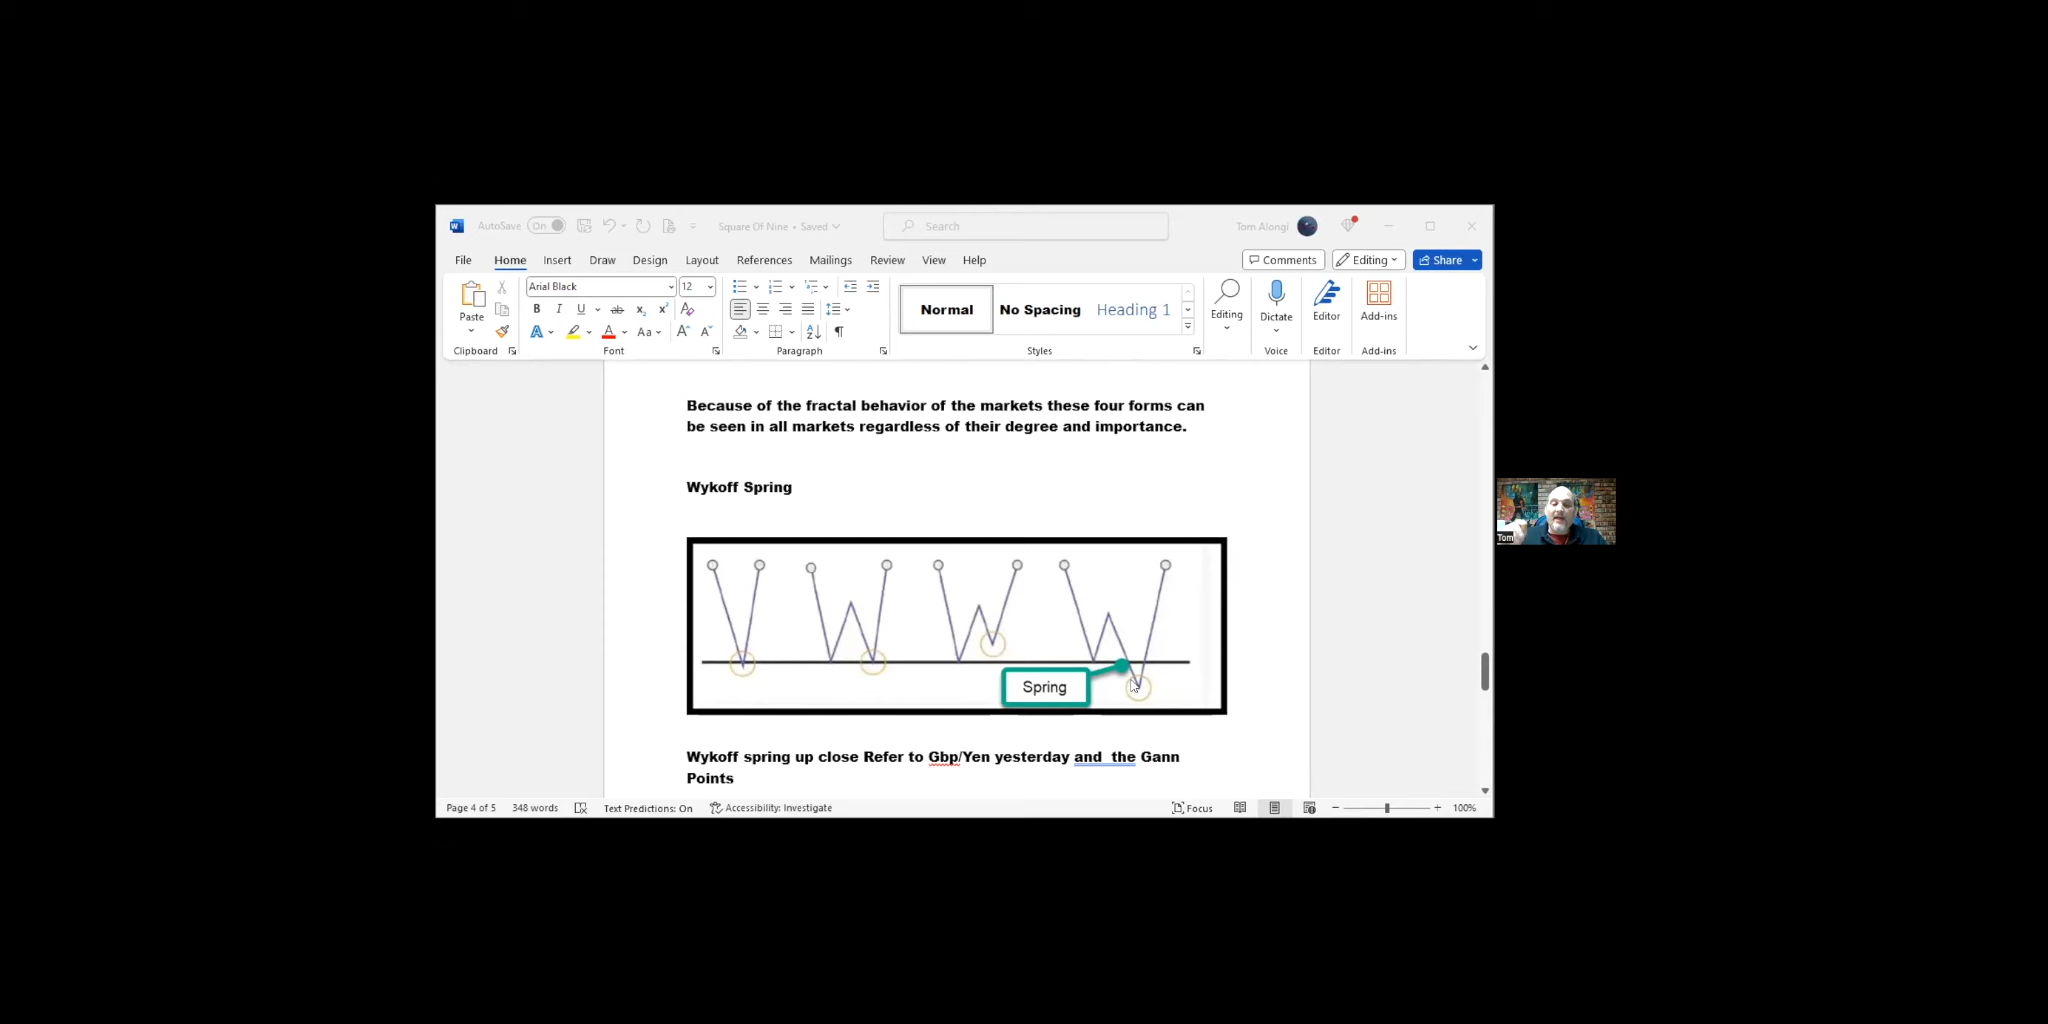 AutoSave On Square Of Nine • Saved Search Tom Alongi
File Home Insert Draw Design Layout References Mailings Review View Help Comments Editing Share
Arial Black 12
Paste B I U ab x₂ x² A
A A Aa A A ¶
Normal No Spacing Heading 1
Editing Dictate Editor Add-ins
Clipboard Font Paragraph Styles Voice Editor Add-ins
Because of the fractal behavior of the markets these four forms can
be seen in all markets regardless of their degree and importance.
Wykoff Spring
Spring
Wykoff spring up close Refer to Gbp/Yen yesterday and the Gann
Points
Tom
Page 4 of 5 348 words Text Predictions: On Accessibility: Investigate Focus 100%